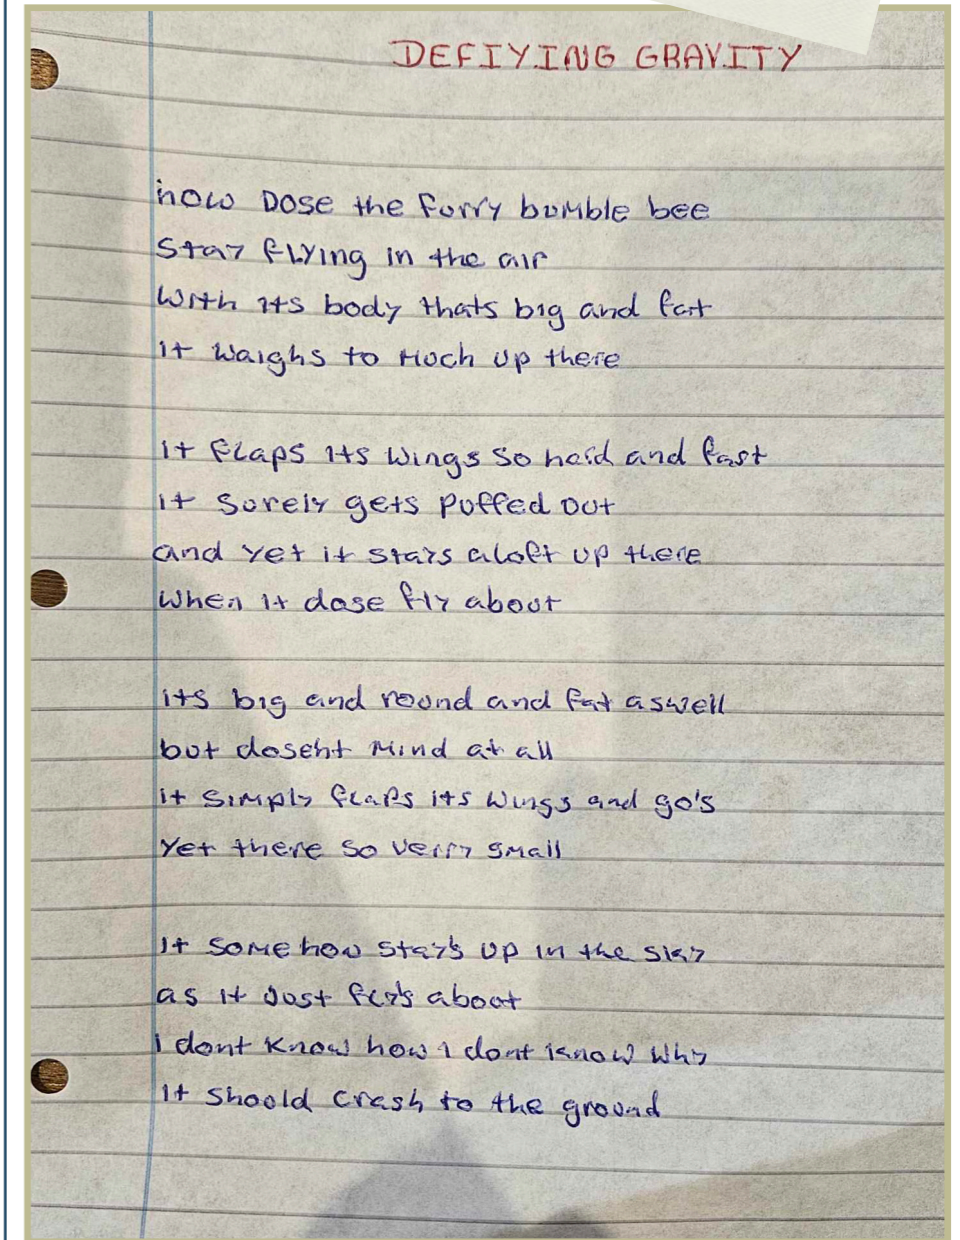 DEFIYING GRAVITY
how Dose the furry bumble bee
Stay flying in the air
With its body thats big and fat
it Waighs to Much up there
it flaps its Wings so hard and fast
it Surely gets puffed out
and yet it stays aloft up there
When it dose fly about
its big and round and fat aswell
but dosent Mind at all
it Simply flaps its Wings and go's
Yet there so verry small
It Somehow stay's up in the sky
as it Just fly's about
i dont Know how i dont know Why
it Should crash to the ground